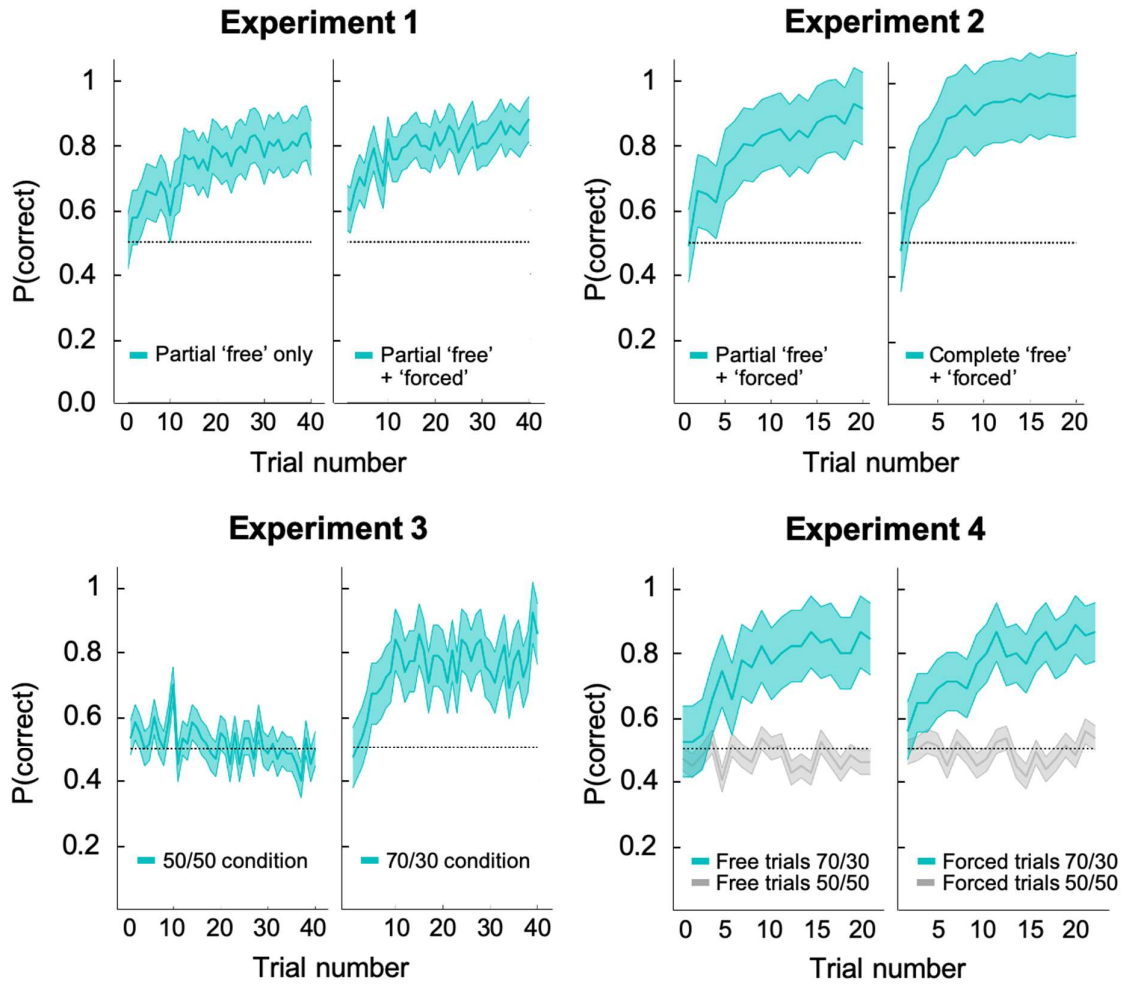 Experiment 1
P(correct)
1
0.8
0.6
0.4
0.2
0.0
Partial ‘free’ only
0 10 20 30 40
Partial ‘free’
+ ‘forced’
10 20 30 40
Trial number
Experiment 2
P(correct)
1
0.8
0.6
0.4
0.2
Partial ‘free’
+ ‘forced’
0 5 10 15 20
Complete ‘free’
+ ‘forced’
5 10 15 20
Trial number
Experiment 3
P(correct)
1
0.8
0.6
0.4
0.2
50/50 condition
0 10 20 30 40
70/30 condition
10 20 30 40
Trial number
Experiment 4
P(correct)
1
0.8
0.6
0.4
0.2
Free trials 70/30
Free trials 50/50
0 5 10 15 20
Forced trials 70/30
Forced trials 50/50
5 10 15 20
Trial number